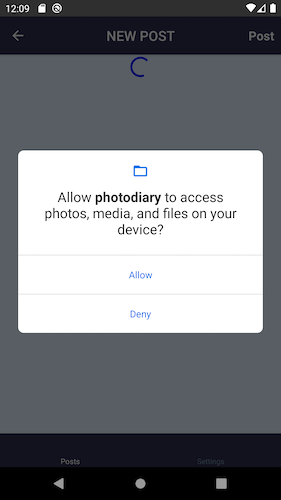 12:09
NEW POST
Post
Allow photodiary to access
photos, media, and files on your
device?
Allow
Deny
Posts
Settings